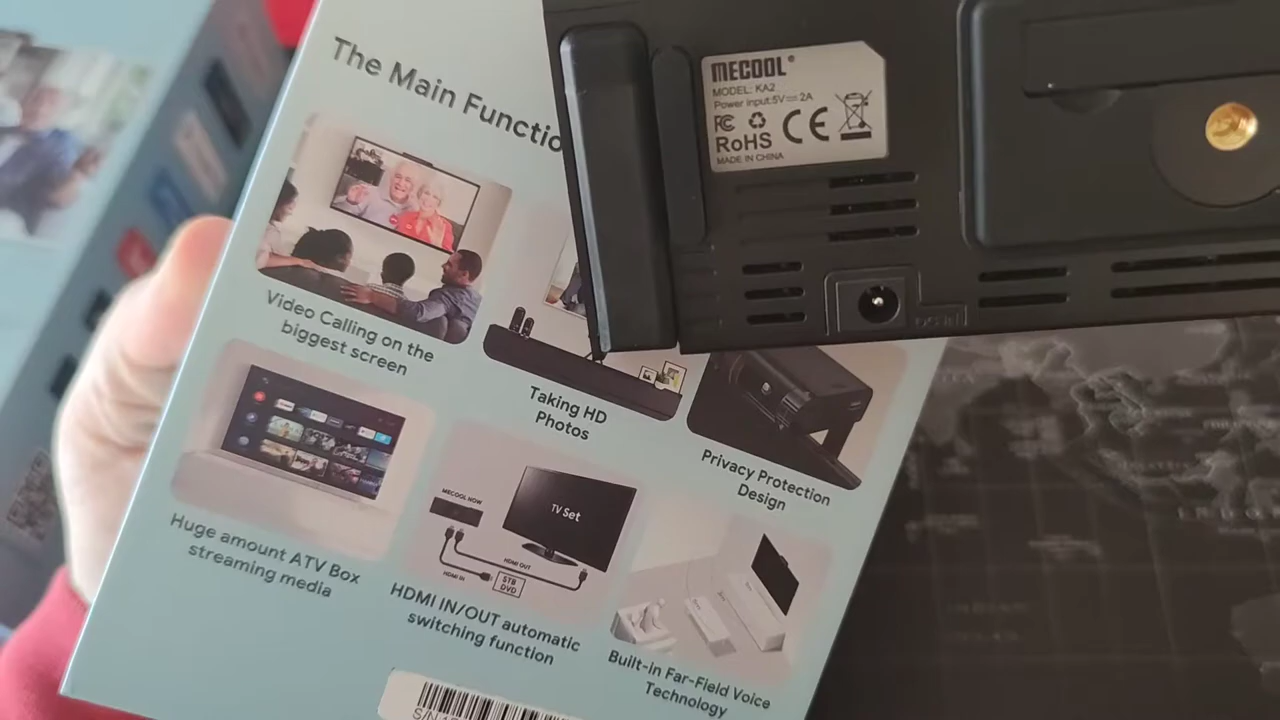 The Main Functio
MECOOL®
MODEL: KA2
Power input:5V⎓2A
FC
CE
RoHS
MADE IN CHINA
DC IN
Video Calling on the
biggest screen
Taking HD
Photos
Privacy Protection
Design
Huge amount ATV Box
streaming media
MECOOL NOW
TV Set
HDMI OUT
HDMI IN
STB
DVD
HDMI IN/OUT automatic
switching function
Built-in Far-Field Voice
Technology
S/N